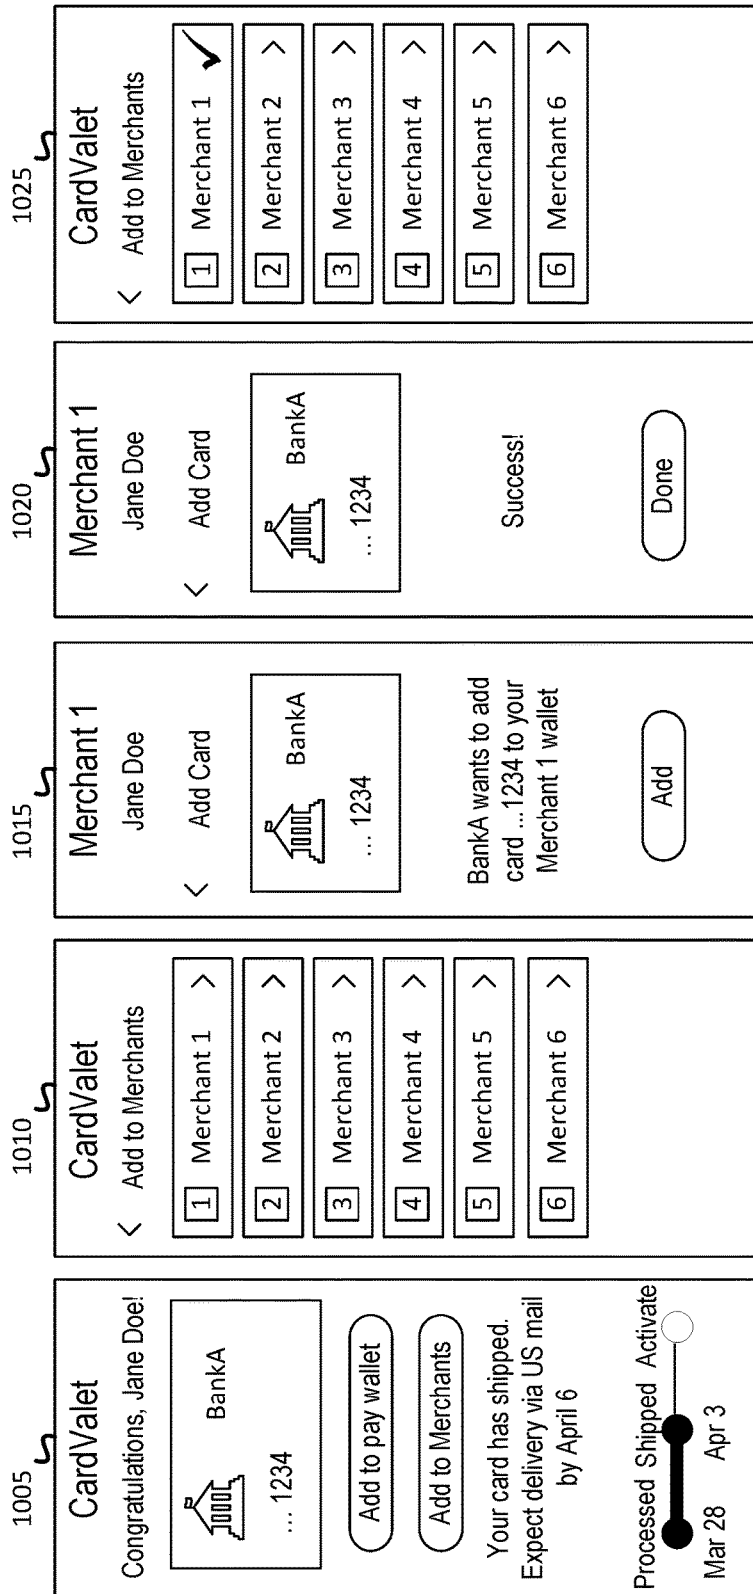 1005
CardValet
Congratulations, Jane Doe!
BankA
... 1234
Add to pay wallet
Add to Merchants
Your card has shipped.
Expect delivery via US mail
by April 6
Processed Shipped Activate
Mar 28 Apr 3
1010
CardValet
< Add to Merchants
1 Merchant 1 >
2 Merchant 2 >
3 Merchant 3 >
4 Merchant 4 >
5 Merchant 5 >
6 Merchant 6 >
1015
Merchant 1
Jane Doe
< Add Card
BankA
... 1234
BankA wants to add
card ... 1234 to your
Merchant 1 wallet
Add
1020
Merchant 1
Jane Doe
< Add Card
BankA
... 1234
Success!
Done
1025
CardValet
< Add to Merchants
1 Merchant 1 ✓
2 Merchant 2 >
3 Merchant 3 >
4 Merchant 4 >
5 Merchant 5 >
6 Merchant 6 >